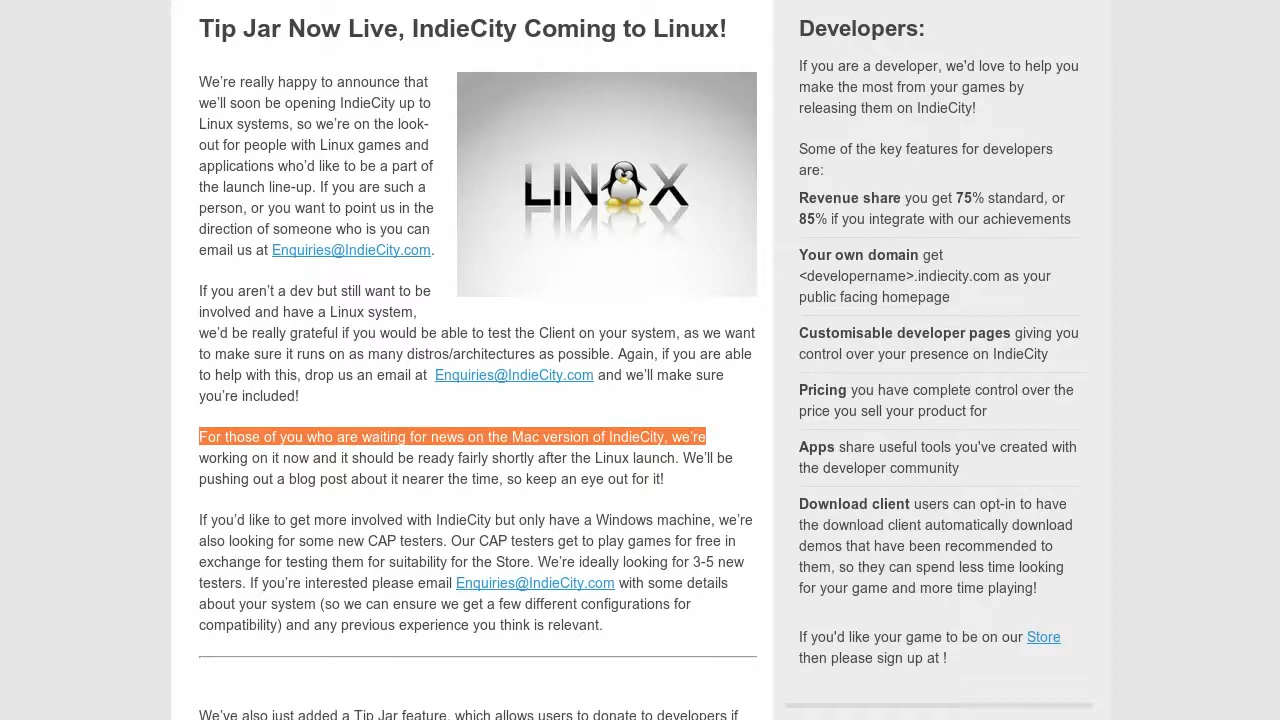 Tip Jar Now Live, IndieCity Coming to Linux!
We’re really happy to announce that
we’ll soon be opening IndieCity up to
Linux systems, so we’re on the look-
out for people with Linux games and
applications who’d like to be a part of
the launch line-up. If you are such a
person, or you want to point us in the
direction of someone who is you can
email us at Enquiries@IndieCity.com.
LINUX
If you aren’t a dev but still want to be
involved and have a Linux system,
we’d be really grateful if you would be able to test the Client on your system, as we want
to make sure it runs on as many distros/architectures as possible. Again, if you are able
to help with this, drop us an email at Enquiries@IndieCity.com and we’ll make sure
you’re included!
For those of you who are waiting for news on the Mac version of IndieCity, we’re
working on it now and it should be ready fairly shortly after the Linux launch. We’ll be
pushing out a blog post about it nearer the time, so keep an eye out for it!
If you’d like to get more involved with IndieCity but only have a Windows machine, we’re
also looking for some new CAP testers. Our CAP testers get to play games for free in
exchange for testing them for suitability for the Store. We’re ideally looking for 3-5 new
testers. If you’re interested please email Enquiries@IndieCity.com with some details
about your system (so we can ensure we get a few different configurations for
compatibility) and any previous experience you think is relevant.
We’ve also just added a Tip Jar feature, which allows users to donate to developers if
Developers:
If you are a developer, we'd love to help you
make the most from your games by
releasing them on IndieCity!
Some of the key features for developers
are:
Revenue share you get 75% standard, or
85% if you integrate with our achievements
Your own domain get
<developername>.indiecity.com as your
public facing homepage
Customisable developer pages giving you
control over your presence on IndieCity
Pricing you have complete control over the
price you sell your product for
Apps share useful tools you've created with
the developer community
Download client users can opt-in to have
the download client automatically download
demos that have been recommended to
them, so they can spend less time looking
for your game and more time playing!
If you'd like your game to be on our Store
then please sign up at !